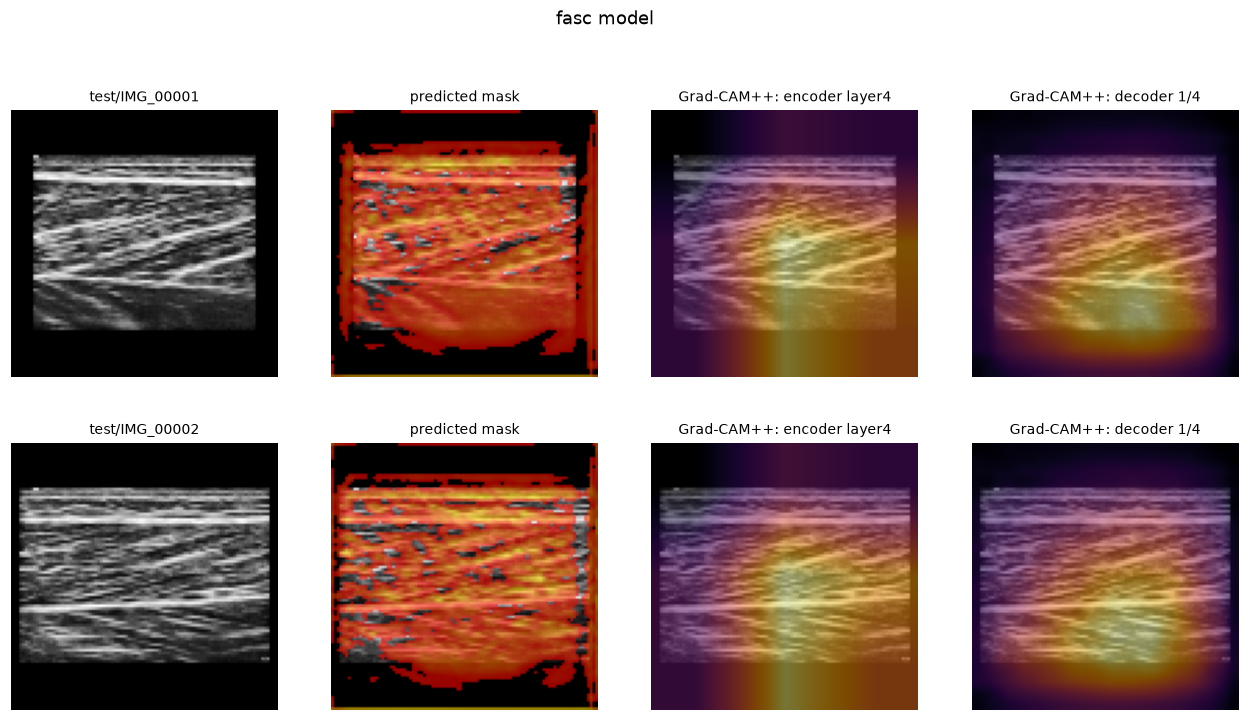 fasc model
test/IMG_00001
predicted mask
Grad-CAM++: encoder layer4
Grad-CAM++: decoder 1/4
test/IMG_00002
predicted mask
Grad-CAM++: encoder layer4
Grad-CAM++: decoder 1/4